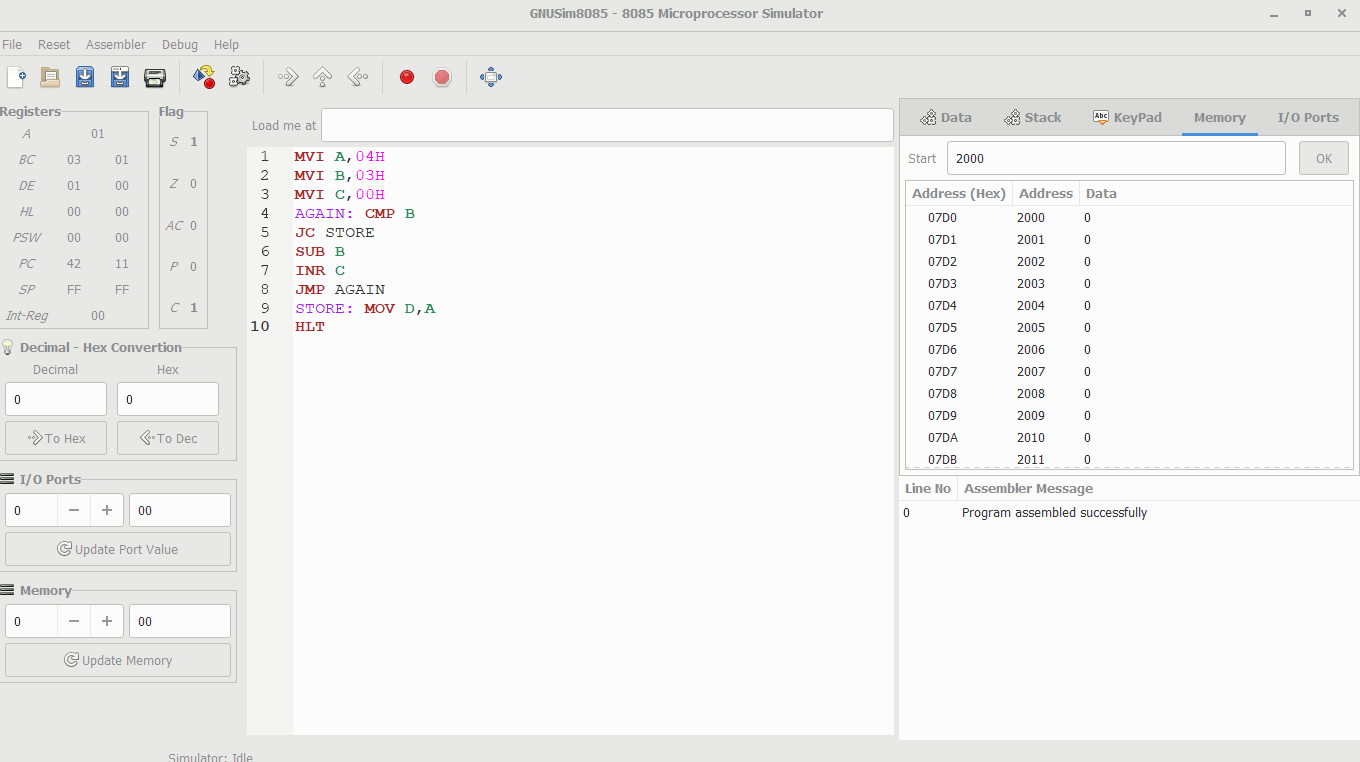 GNUSim8085 - 8085 Microprocessor Simulator
File Reset Assembler Debug Help
Registers
A 01
BC 03 01
DE 01 00
HL 00 00
PSW 00 00
PC 42 11
SP FF FF
Int-Reg 00
Flag
S 1
Z 0
AC 0
P 0
C 1
Decimal - Hex Convertion
Decimal Hex
0 0
To Hex To Dec
I/O Ports
0 − + 00
Update Port Value
Memory
0 − + 00
Update Memory
Load me at
1 MVI A,04H
2 MVI B,03H
3 MVI C,00H
4 AGAIN: CMP B
5 JC STORE
6 SUB B
7 INR C
8 JMP AGAIN
9 STORE: MOV D,A
10 HLT
Data Stack Abc KeyPad Memory I/O Ports
Start 2000 OK
Address (Hex) Address Data
07D0 2000 0
07D1 2001 0
07D2 2002 0
07D3 2003 0
07D4 2004 0
07D5 2005 0
07D6 2006 0
07D7 2007 0
07D8 2008 0
07D9 2009 0
07DA 2010 0
07DB 2011 0
Line No Assembler Message
0 Program assembled successfully
Simulator: Idle